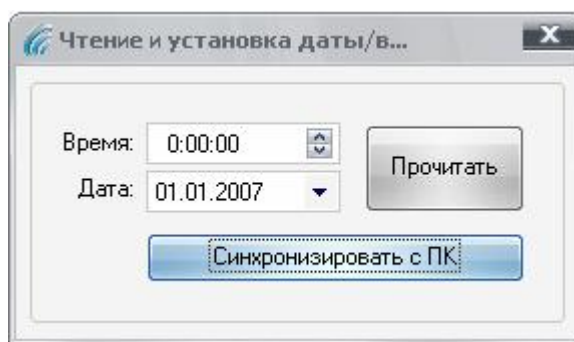 Чтение и установка даты/в...
Время: 0:00:00
Прочитать
Дата: 01.01.2007
Синхронизировать с ПК